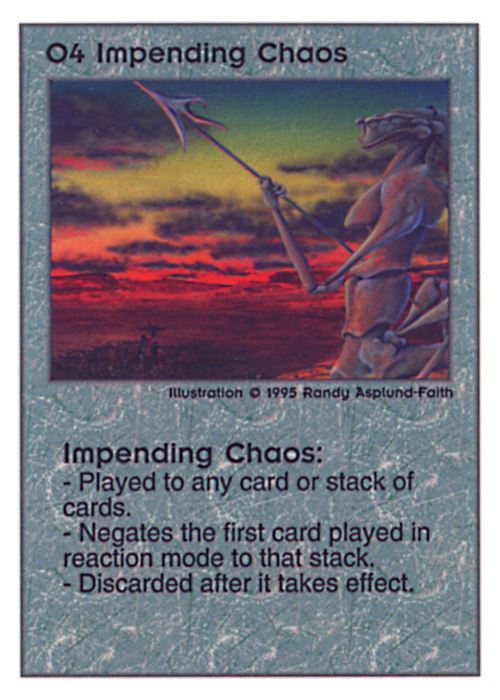 04 Impending Chaos
Illustration © 1995 Randy Asplund-Faith
Impending Chaos:
- Played to any card or stack of
cards.
- Negates the first card played in
reaction mode to that stack.
- Discarded after it takes effect.